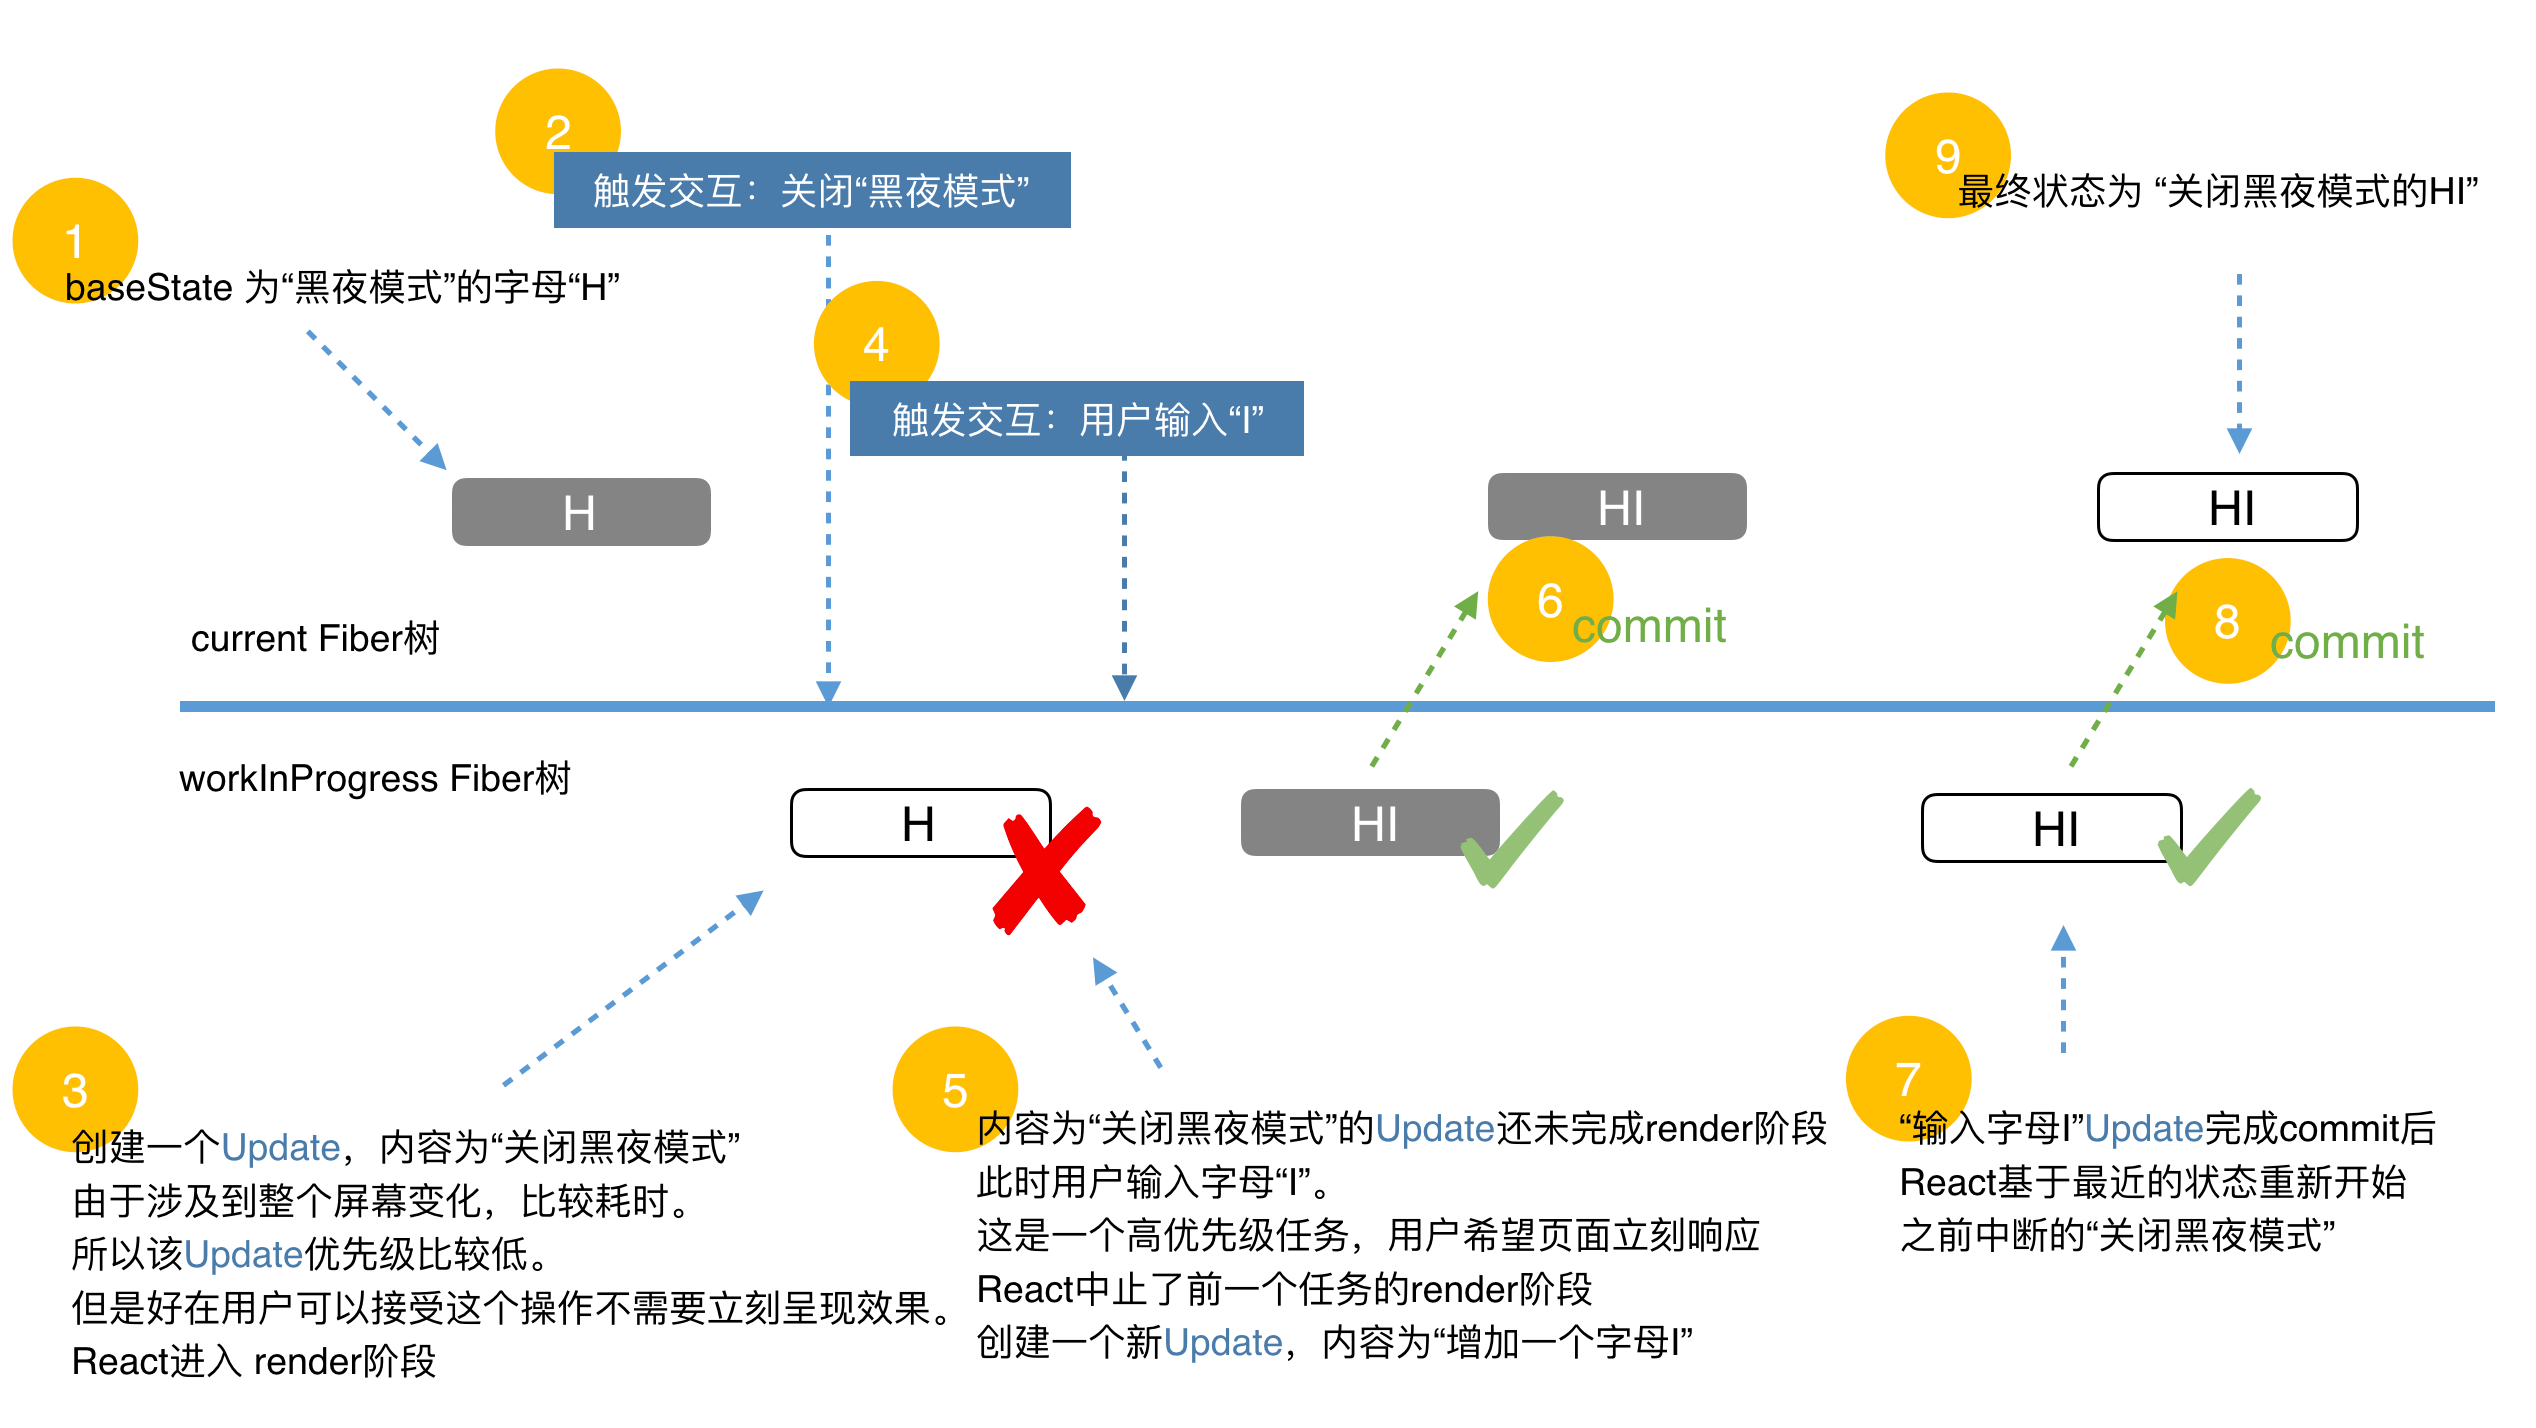 1
baseState 为“黑夜模式”的字母“H”
2
触发交互：关闭“黑夜模式”
4
触发交互：用户输入“I”
9
最终状态为 “关闭黑夜模式的HI”
H
HI
HI
6
commit
8
commit
current Fiber树
workInProgress Fiber树
H
HI
HI
3
创建一个Update，内容为“关闭黑夜模式”
由于涉及到整个屏幕变化，比较耗时。
所以该Update优先级比较低。
但是好在用户可以接受这个操作不需要立刻呈现效果。
React进入 render阶段
5
内容为“关闭黑夜模式”的Update还未完成render阶段
此时用户输入字母“I”。
这是一个高优先级任务，用户希望页面立刻响应
React中止了前一个任务的render阶段
创建一个新Update，内容为“增加一个字母I”
7
“输入字母I”Update完成commit后
React基于最近的状态重新开始
之前中断的“关闭黑夜模式”